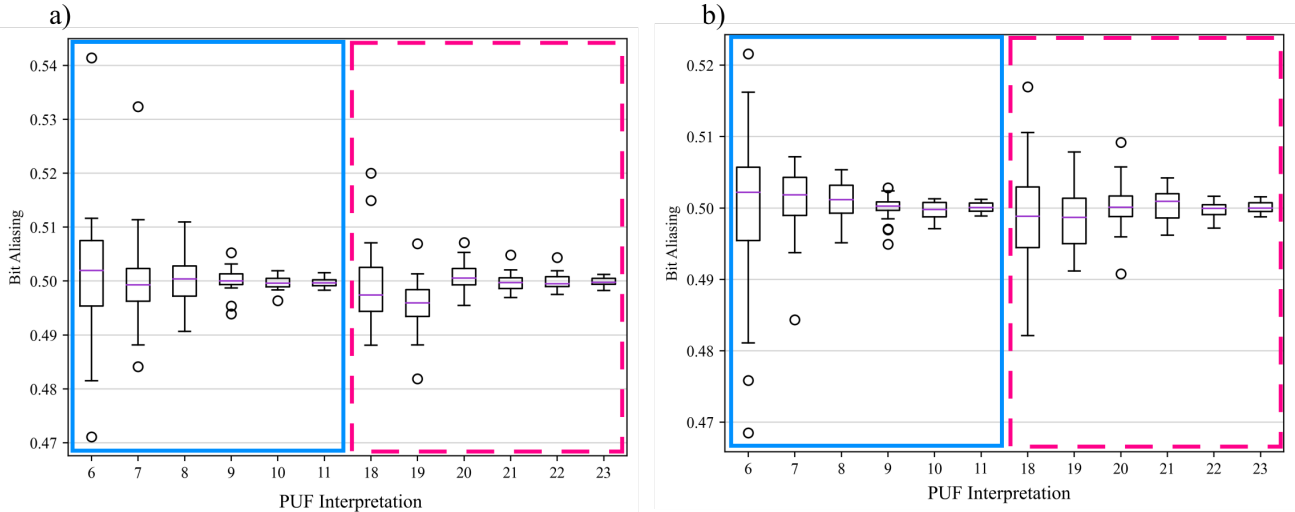 a)
0.54
0.53
0.52
0.51
0.50
0.49
0.48
0.47
Bit Aliasing
6 7 8 9 10 11 18 19 20 21 22 23
PUF Interpretation
b)
0.52
0.51
0.50
0.49
0.48
0.47
Bit Aliasing
6 7 8 9 10 11 18 19 20 21 22 23
PUF Interpretation